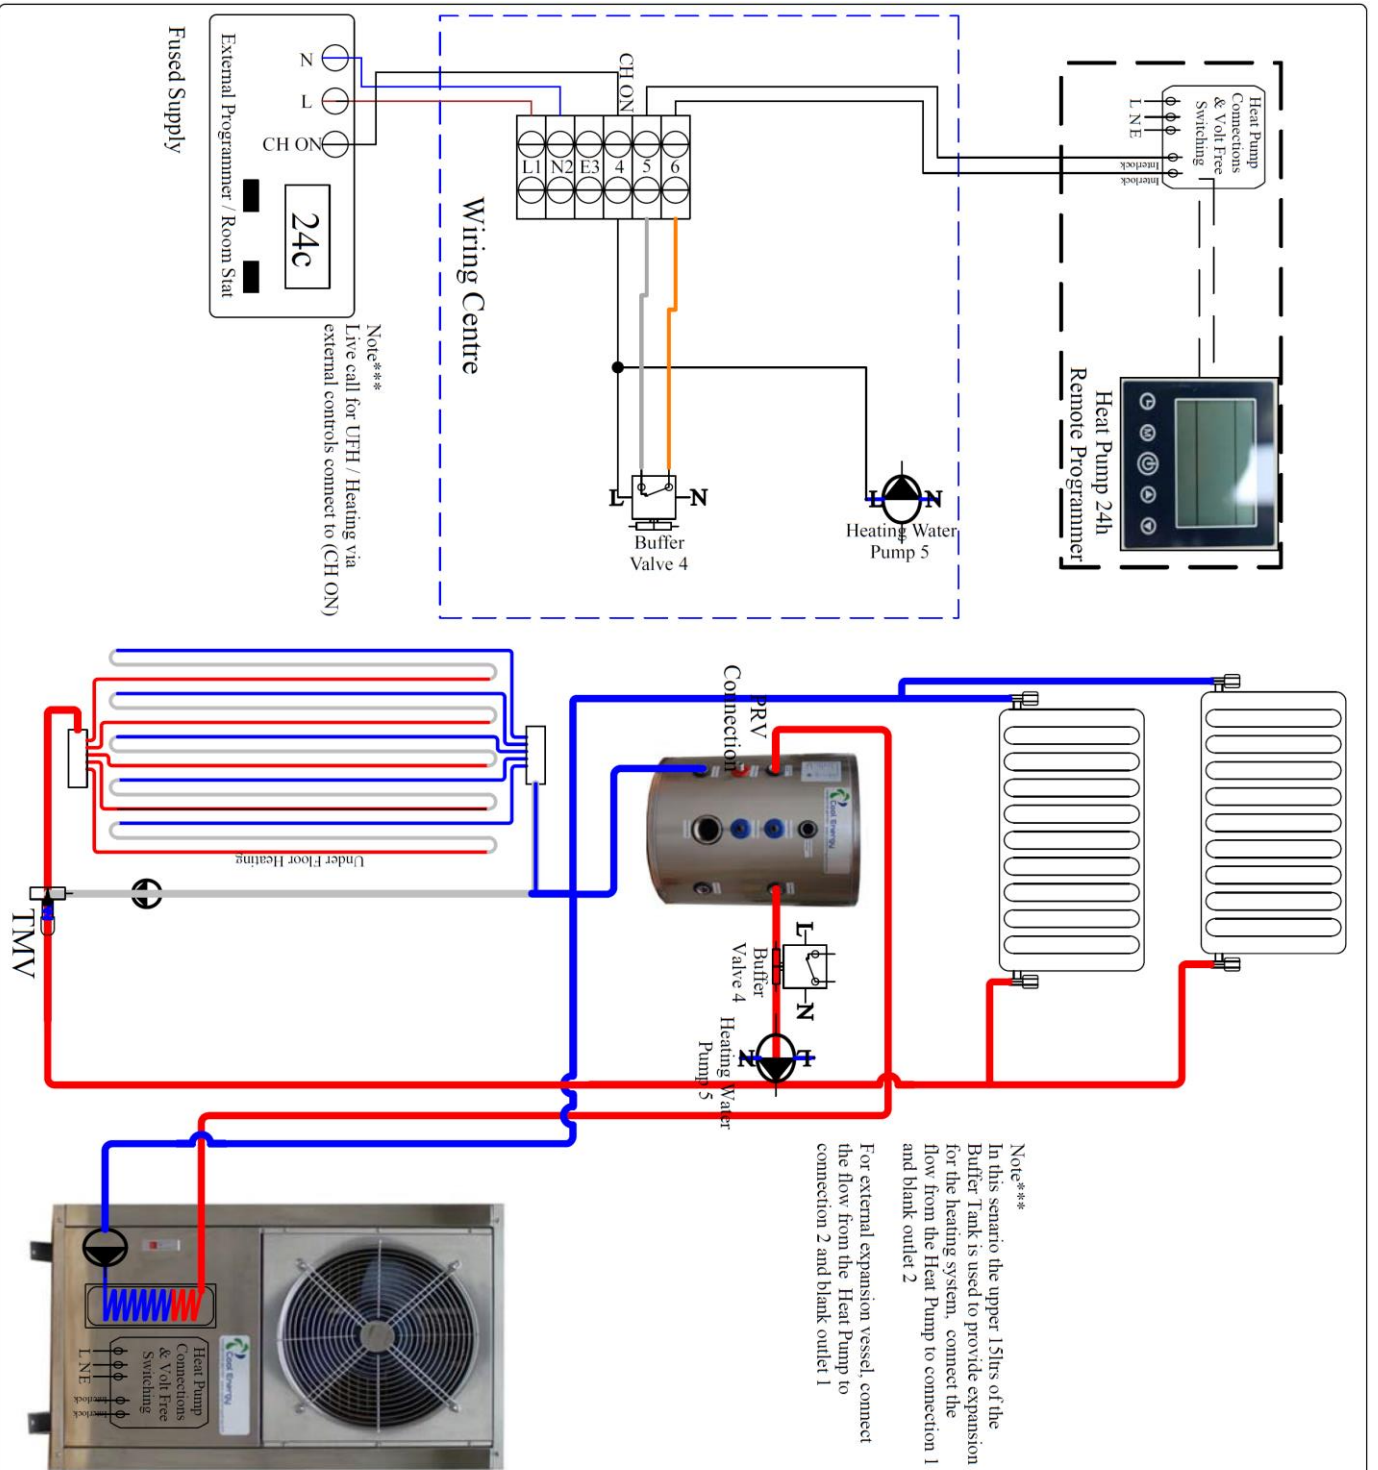 Fused Supply
External Programmer / Room Stat
N
L
CH ON
24c
Note***
Live call for UFH / Heating via
external controls connect to (CH ON)
Wiring Centre
CH ON
L1
N2
E3
4
5
6
L
N
Buffer
Valve 4
L
N
Heating Water
Pump 5
Heat Pump
Connections
& Volt Free
Switching
L N E
Interlock
Interlock
Heat Pump 24h
Remote Programmer
M
Under Floor Heating
TMV
PRV
Connection
Cool Energy
L
N
Buffer
Valve 4
L
N
Heating Water
Pump 5
Note***
In this senario the upper 15ltrs of the
Buffer Tank is used to provide expansion
for the heating system, connect the
flow from the Heat Pump to connection 1
and blank outlet 2
For external expansion vessel, connect
the flow from the Heat Pump to
connection 2 and blank outlet 1
Cool Energy
Heat Pump
Connections
& Volt Free
Switching
L N E
Interlock
Interlock